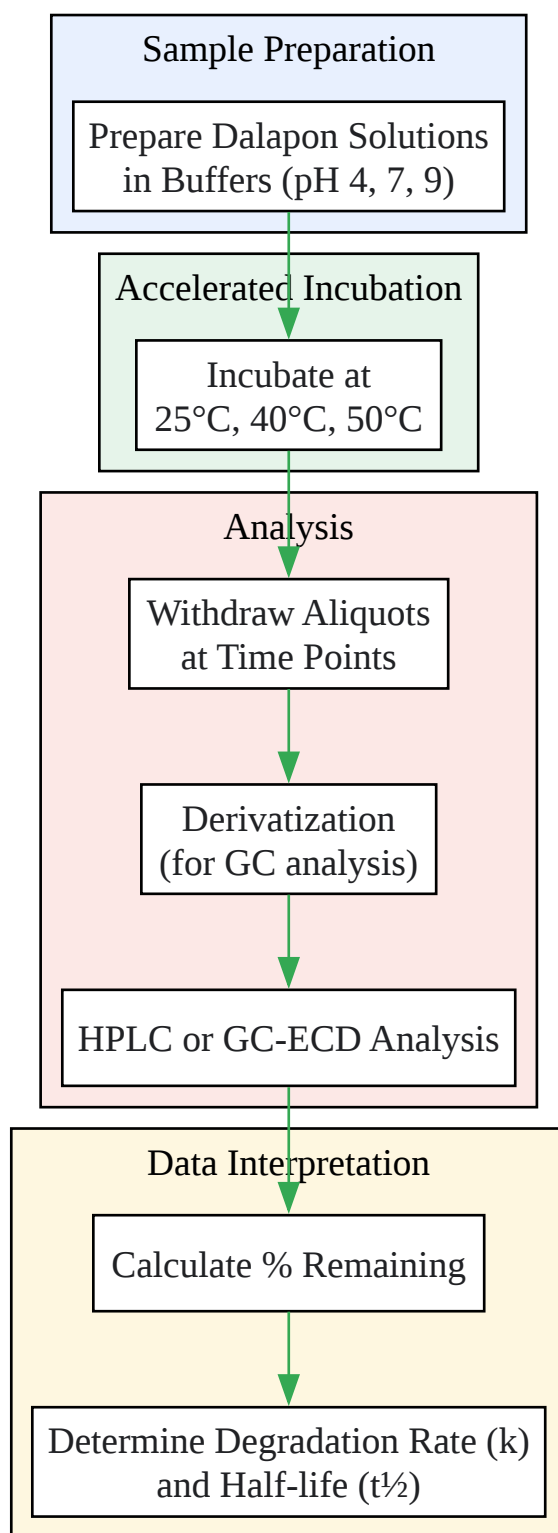 Sample Preparation
Prepare Dalapon Solutions
in Buffers (pH 4, 7, 9)
Accelerated Incubation
Incubate at
25°C, 40°C, 50°C
Analysis
Withdraw Aliquots
at Time Points
Derivatization
(for GC analysis)
HPLC or GC-ECD Analysis
Data Interpretation
Calculate % Remaining
Determine Degradation Rate (k)
and Half-life (t½)